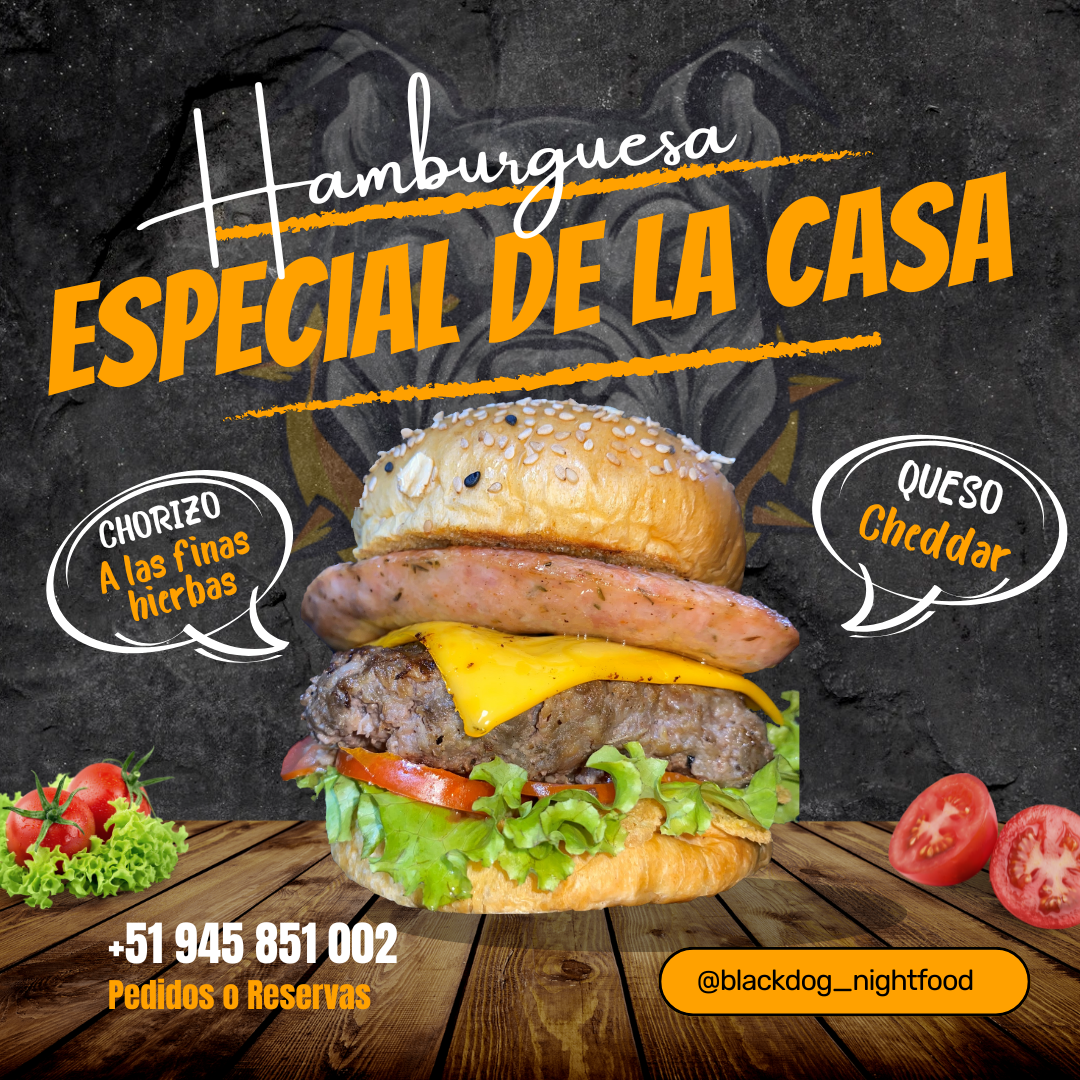 Hamburguesa
ESPECIAL DE LA CASA
CHORIZO
A las finas
hierbas
QUESO
Cheddar
+51 945 851 002
Pedidos o Reservas
@blackdog_nightfood